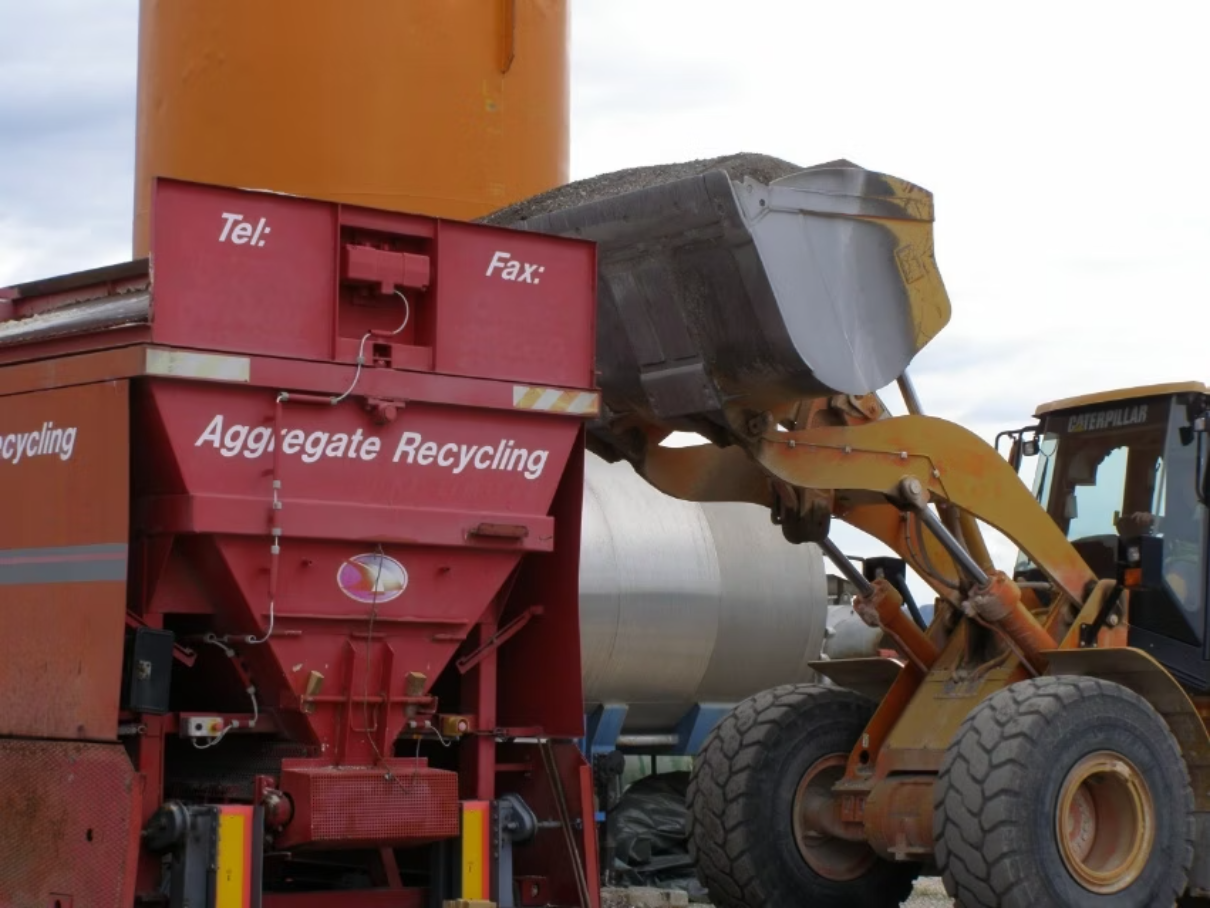 Tel:
Fax:
Aggregate Recycling
ecycling
CATERPILLAR